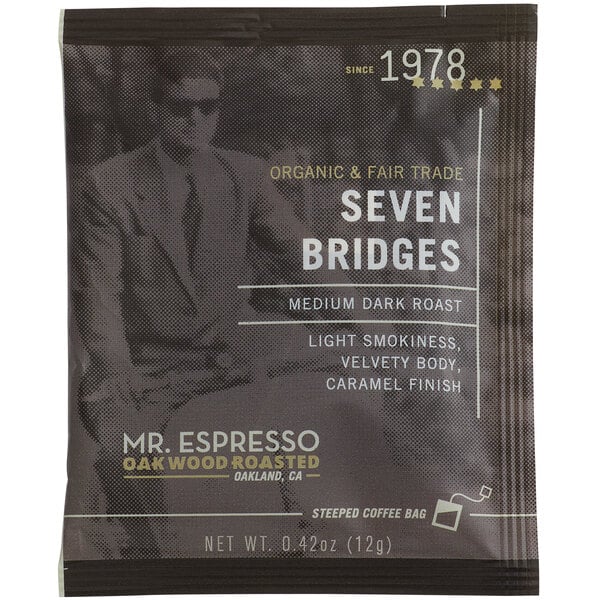 SINCE 1978
ORGANIC & FAIR TRADE
SEVEN
BRIDGES
MEDIUM DARK ROAST
LIGHT SMOKINESS,
VELVETY BODY,
CARAMEL FINISH
MR. ESPRESSO
OAK WOOD ROASTED
OAKLAND, CA
STEEPED COFFEE BAG
NET WT. 0.42oz (12g)